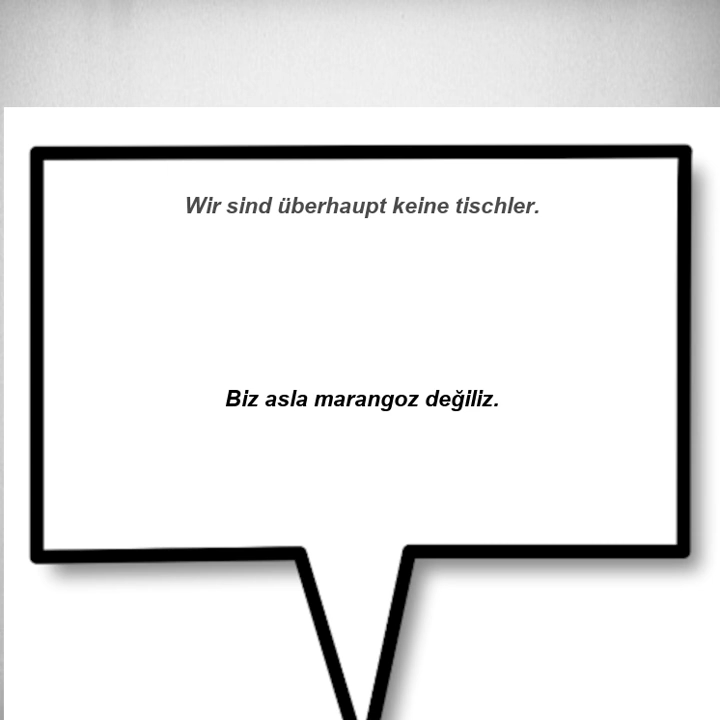 Wir sind überhaupt keine tischler.
Biz asla marangoz değiliz.